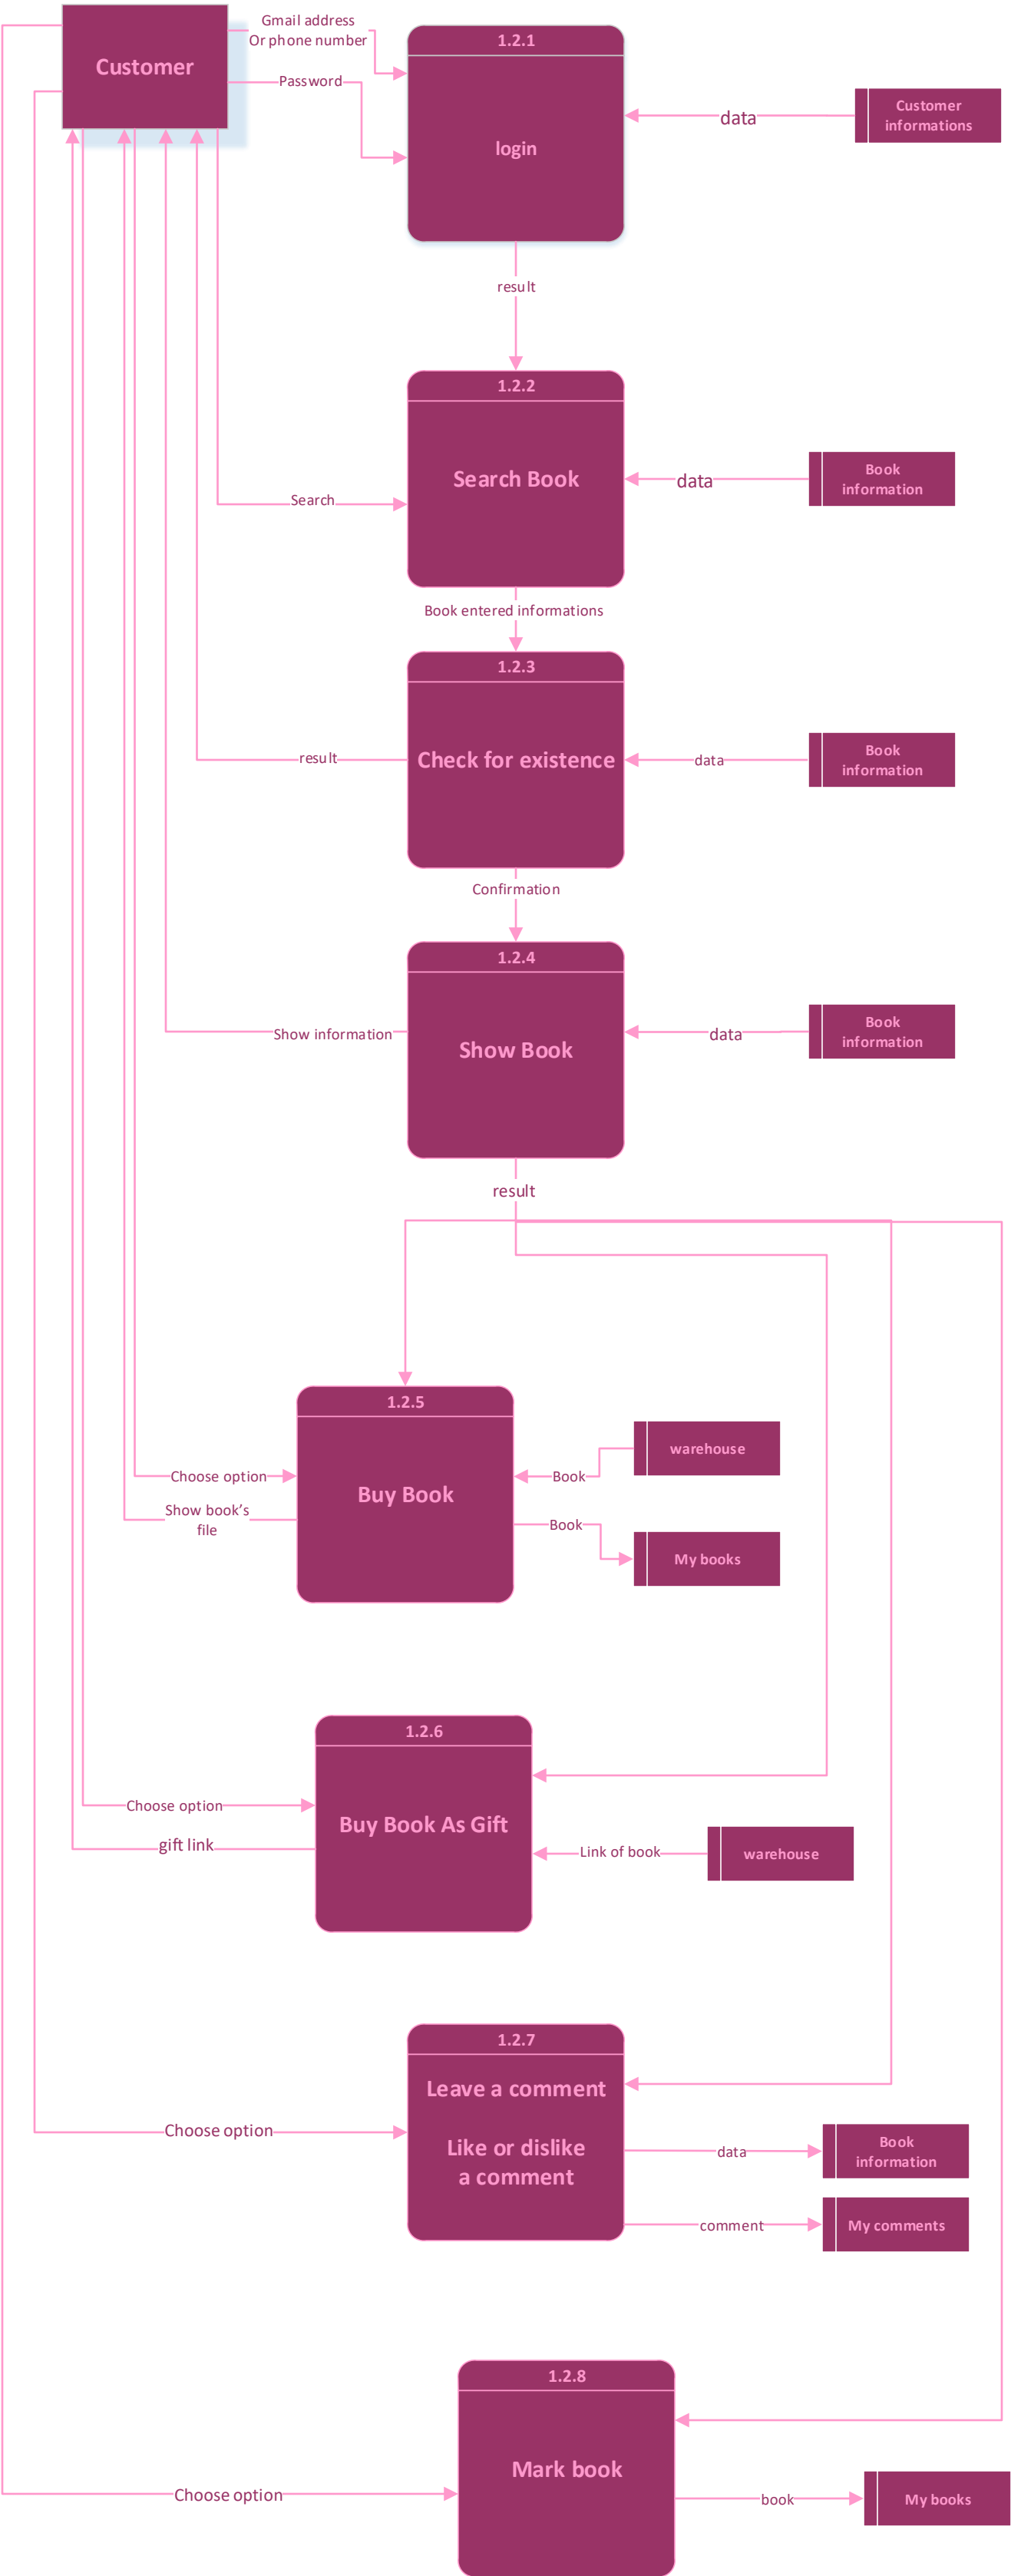 Customer
Gmail address
Or phone number
Password
1.2.1
login
data
Customer
informations
result
1.2.2
Search Book
Search
data
Book
information
Book entered informations
1.2.3
Check for existence
result
data
Book
information
Confirmation
1.2.4
Show Book
Show information
data
Book
information
result
1.2.5
Buy Book
Choose option
Show book's
file
Book
warehouse
Book
My books
1.2.6
Buy Book As Gift
Choose option
gift link
Link of book
warehouse
1.2.7
Leave a comment
Like or dislike
a comment
Choose option
data
Book
information
comment
My comments
1.2.8
Mark book
Choose option
book
My books